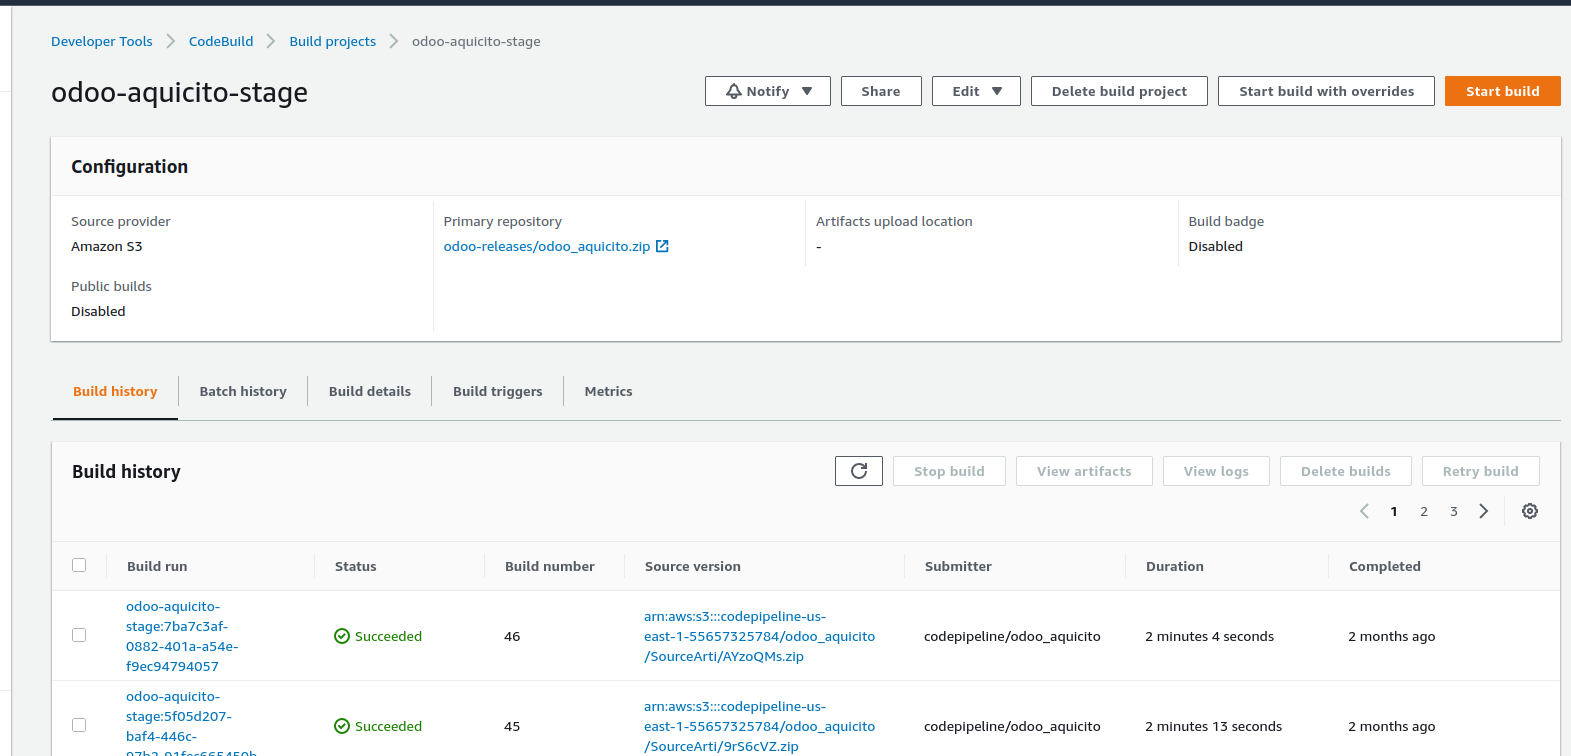 Developer Tools > CodeBuild > Build projects > odoo-aquicito-stage
odoo-aquicito-stage
Notify ▼ Share Edit ▼ Delete build project Start build with overrides Start build
Configuration
Source provider
Amazon S3
Primary repository
odoo-releases/odoo_aquicito.zip
Artifacts upload location
-
Build badge
Disabled
Public builds
Disabled
Build history Batch history Build details Build triggers Metrics
Build history
Stop build View artifacts View logs Delete builds Retry build
1 2 3
Build run Status Build number Source version Submitter Duration Completed
odoo-aquicito-
stage:7ba7c3af-
0882-401a-a54e-
f9ec94794057
Succeeded
46
arn:aws:s3:::codepipeline-us-
east-1-55657325784/odoo_aquicito
/SourceArti/AYzoQMs.zip
codepipeline/odoo_aquicito
2 minutes 4 seconds
2 months ago
odoo-aquicito-
stage:5f05d207-
baf4-446c-
Succeeded
45
arn:aws:s3:::codepipeline-us-
east-1-55657325784/odoo_aquicito
/SourceArti/9rS6cVZ.zip
codepipeline/odoo_aquicito
2 minutes 13 seconds
2 months ago